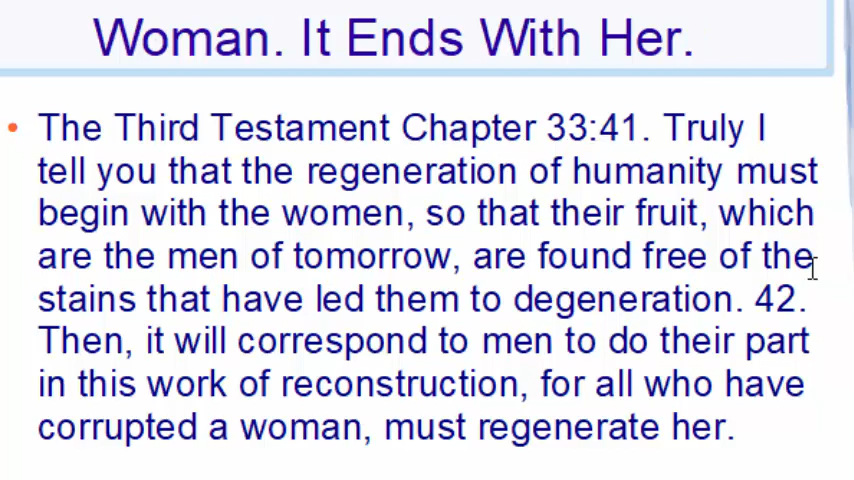 Woman. It Ends With Her.
• The Third Testament Chapter 33:41. Truly I
tell you that the regeneration of humanity must
begin with the women, so that their fruit, which
are the men of tomorrow, are found free of the
stains that have led them to degeneration. 42.
Then, it will correspond to men to do their part
in this work of reconstruction, for all who have
corrupted a woman, must regenerate her.